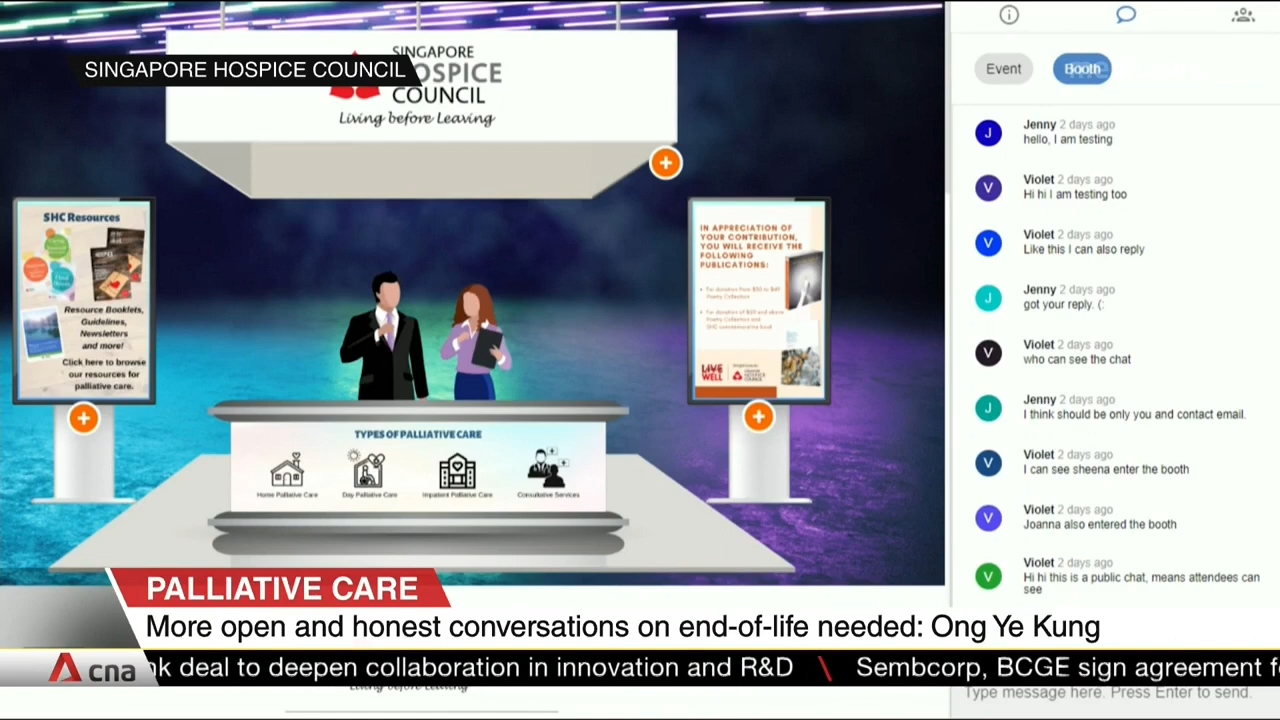 SINGAPORE HOSPICE COUNCIL
SINGAPORE
HOSPICE
COUNCIL
Living before Leaving
SHC Resources
Resource Booklets,
Guidelines,
Newsletters
and more!
Click here to browse
our resources for
palliative care.
IN APPRECIATION OF
YOUR CONTRIBUTION,
YOU WILL RECEIVE THE
FOLLOWING
PUBLICATIONS:
LIVE
WELL
TYPES OF PALLIATIVE CARE
Home Palliative Care
Day Palliative Care
Inpatient Palliative Care
Consultative Services
Event
Booth
J
Jenny 2 days ago
hello, I am testing
V
Violet 2 days ago
Hi hi I am testing too
V
Violet 2 days ago
Like this I can also reply
J
Jenny 2 days ago
got your reply. (:
V
Violet 2 days ago
who can see the chat
J
Jenny 2 days ago
I think should be only you and contact email.
V
Violet 2 days ago
I can see sheena enter the booth
V
Violet 2 days ago
Joanna also entered the booth
V
Violet 2 days ago
Hi hi this is a public chat, means attendees can
see
Type message here. Press Enter to send.
PALLIATIVE CARE
More open and honest conversations on end-of-life needed: Ong Ye Kung
cna
nk deal to deepen collaboration in innovation and R&D \ Sembcorp, BCGE sign agreement fo
Living before Leaving